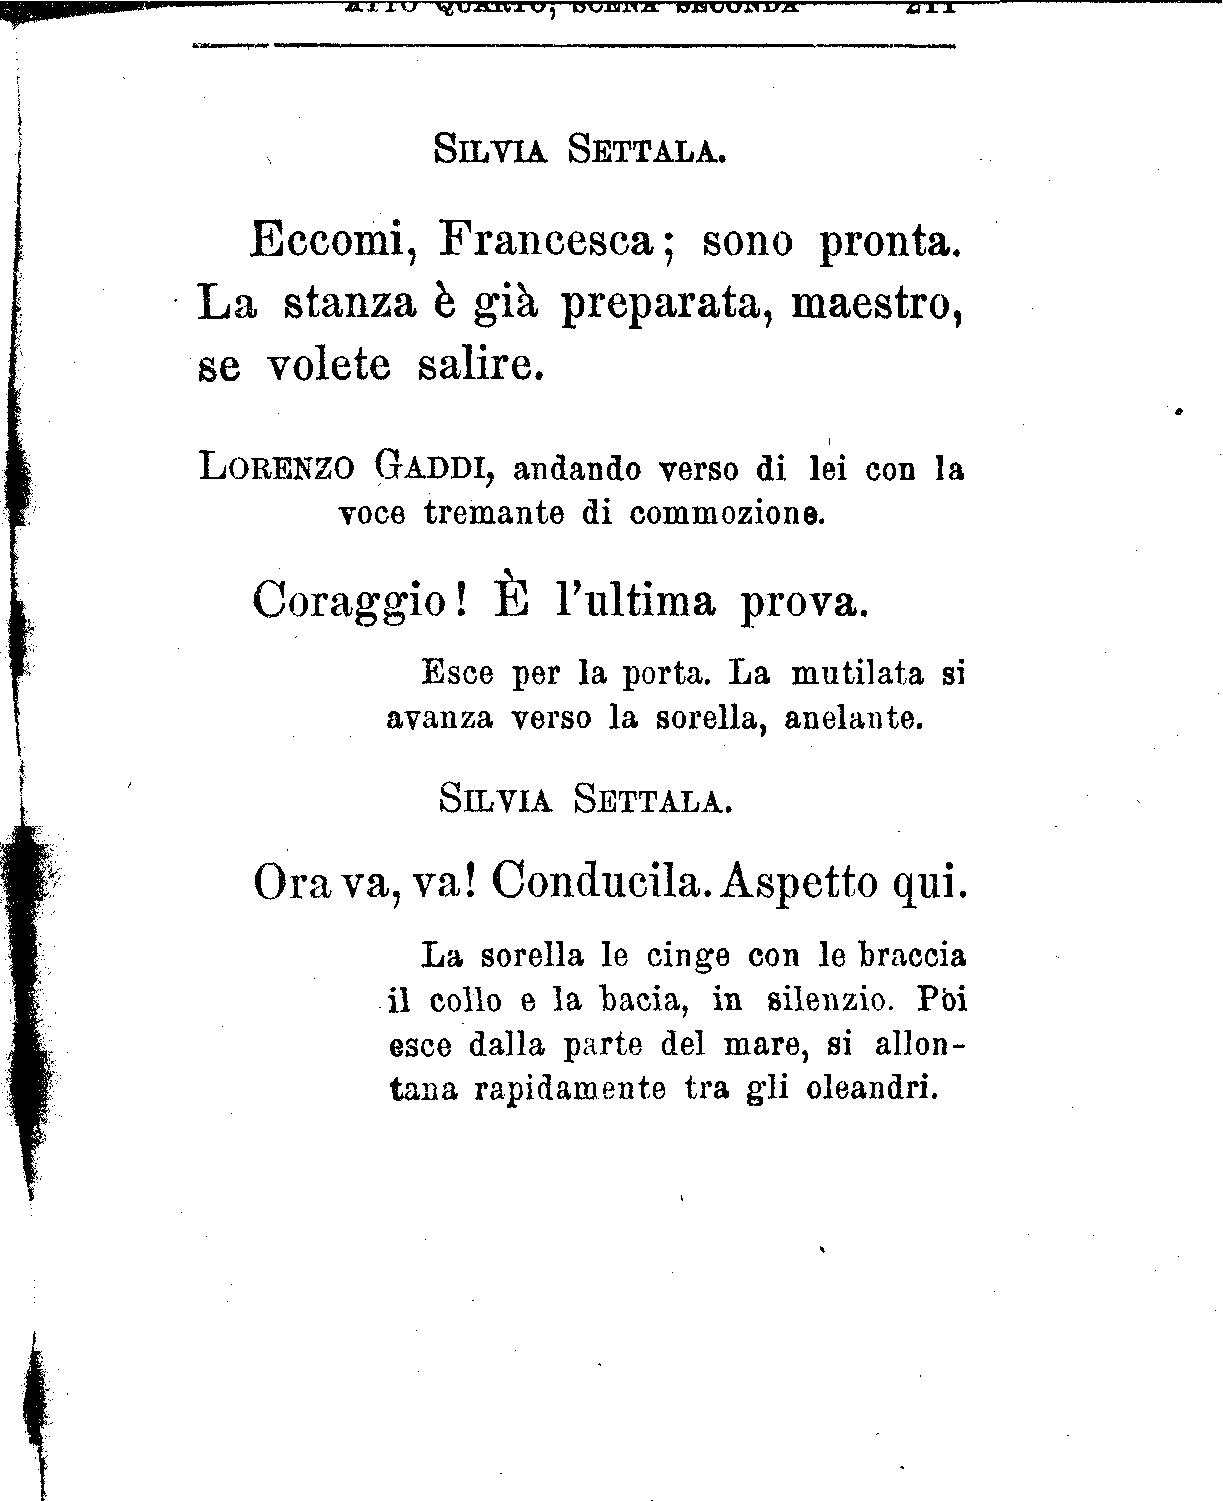 ATTO QUARTO, SCENA SECONDA 211
SILVIA SETTALA.
Eccomi, Francesca; sono pronta.
La stanza è già preparata, maestro,
se volete salire.
LORENZO GADDI, andando verso di lei con la
voce tremante di commozione.
Coraggio! È l'ultima prova.
Esce per la porta. La mutilata si
avanza verso la sorella, anelante.
SILVIA SETTALA.
Ora va, va! Conducila. Aspetto qui.
La sorella le cinge con le braccia
il collo e la bacia, in silenzio. Poi
esce dalla parte del mare, si allon-
tana rapidamente tra gli oleandri.